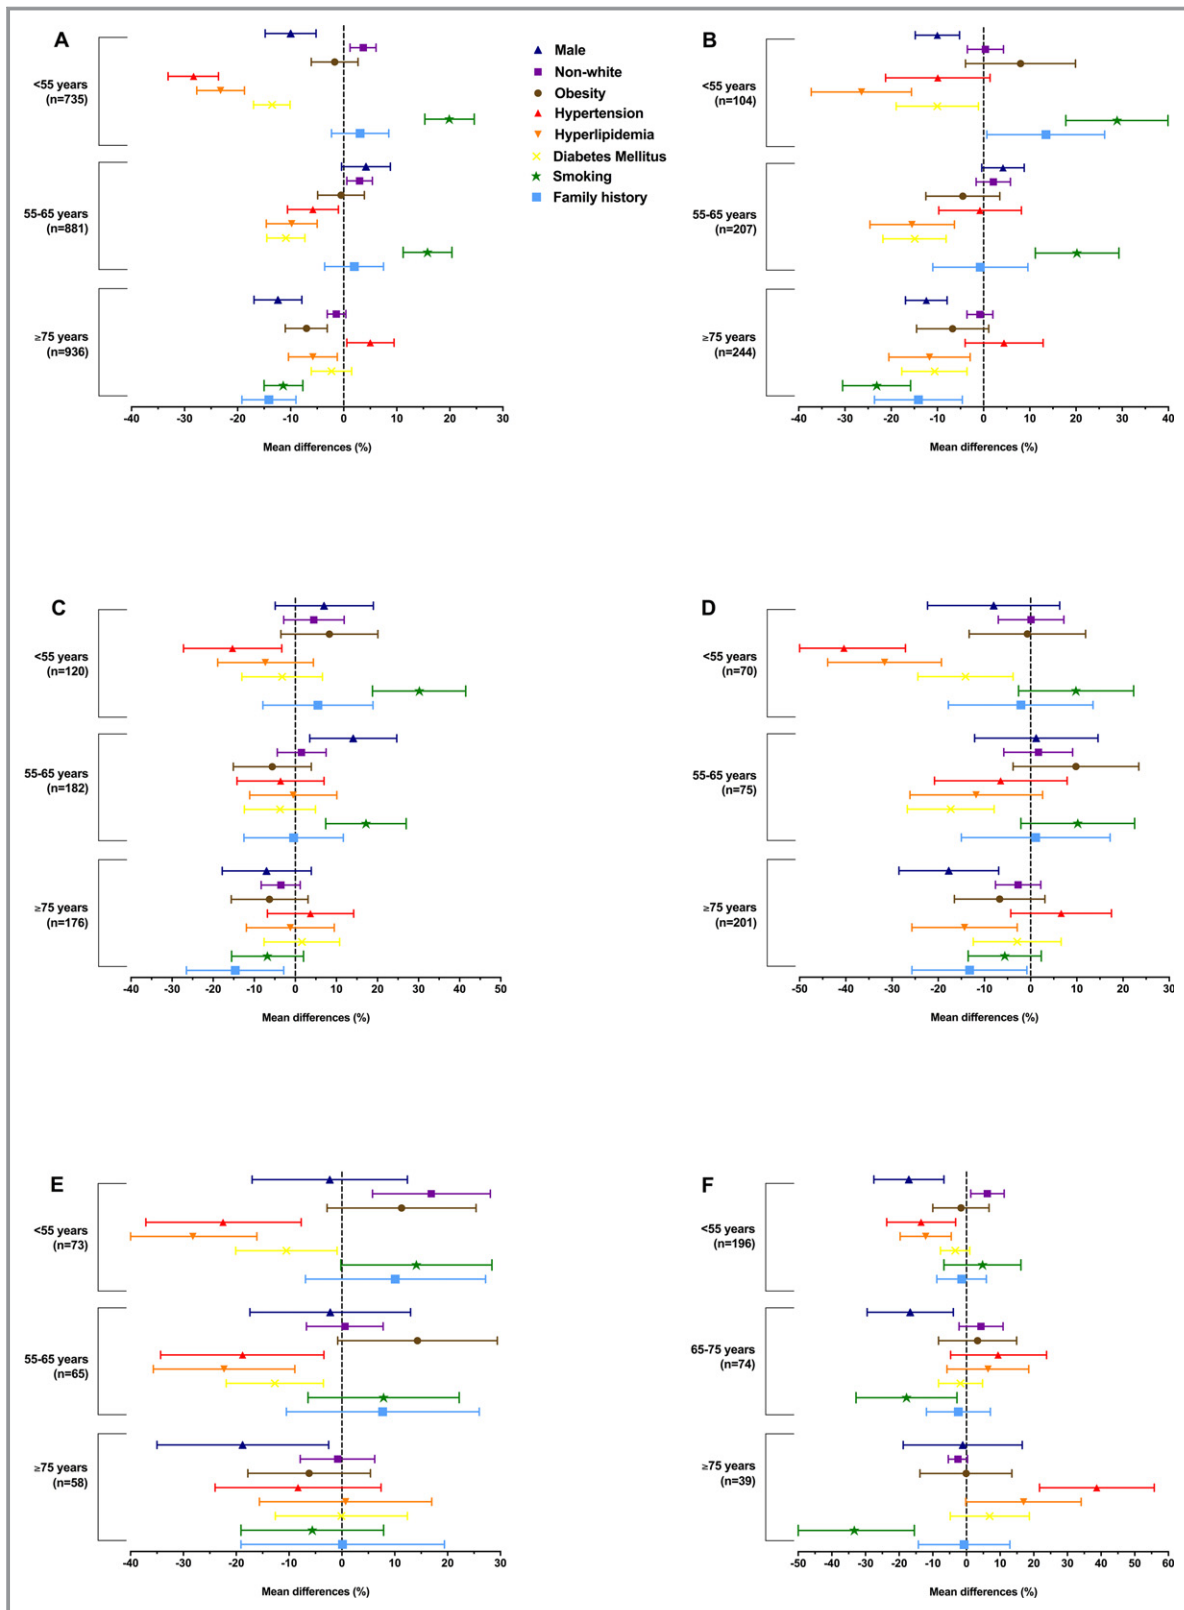 A
<55 years
(n=735)
55-65 years
(n=881)
≥75 years
(n=936)
-40 -30 -20 -10 0 10 20 30
Mean differences (%)
Male
Non-white
Obesity
Hypertension
Hyperlipidemia
Diabetes Mellitus
Smoking
Family history
B
<55 years
(n=104)
55-65 years
(n=207)
≥75 years
(n=244)
-40 -30 -20 -10 0 10 20 30 40
Mean differences (%)
C
<55 years
(n=120)
55-65 years
(n=182)
≥75 years
(n=176)
-40 -30 -20 -10 0 10 20 30 40 50
Mean differences (%)
D
<55 years
(n=70)
55-65 years
(n=75)
≥75 years
(n=201)
-50 -40 -30 -20 -10 0 10 20 30
Mean differences (%)
E
<55 years
(n=73)
55-65 years
(n=65)
≥75 years
(n=58)
-40 -30 -20 -10 0 10 20 30
Mean differences (%)
F
<55 years
(n=196)
65-75 years
(n=74)
≥75 years
(n=39)
-50 -40 -30 -20 -10 0 10 20 30 40 50 60
Mean differences (%)